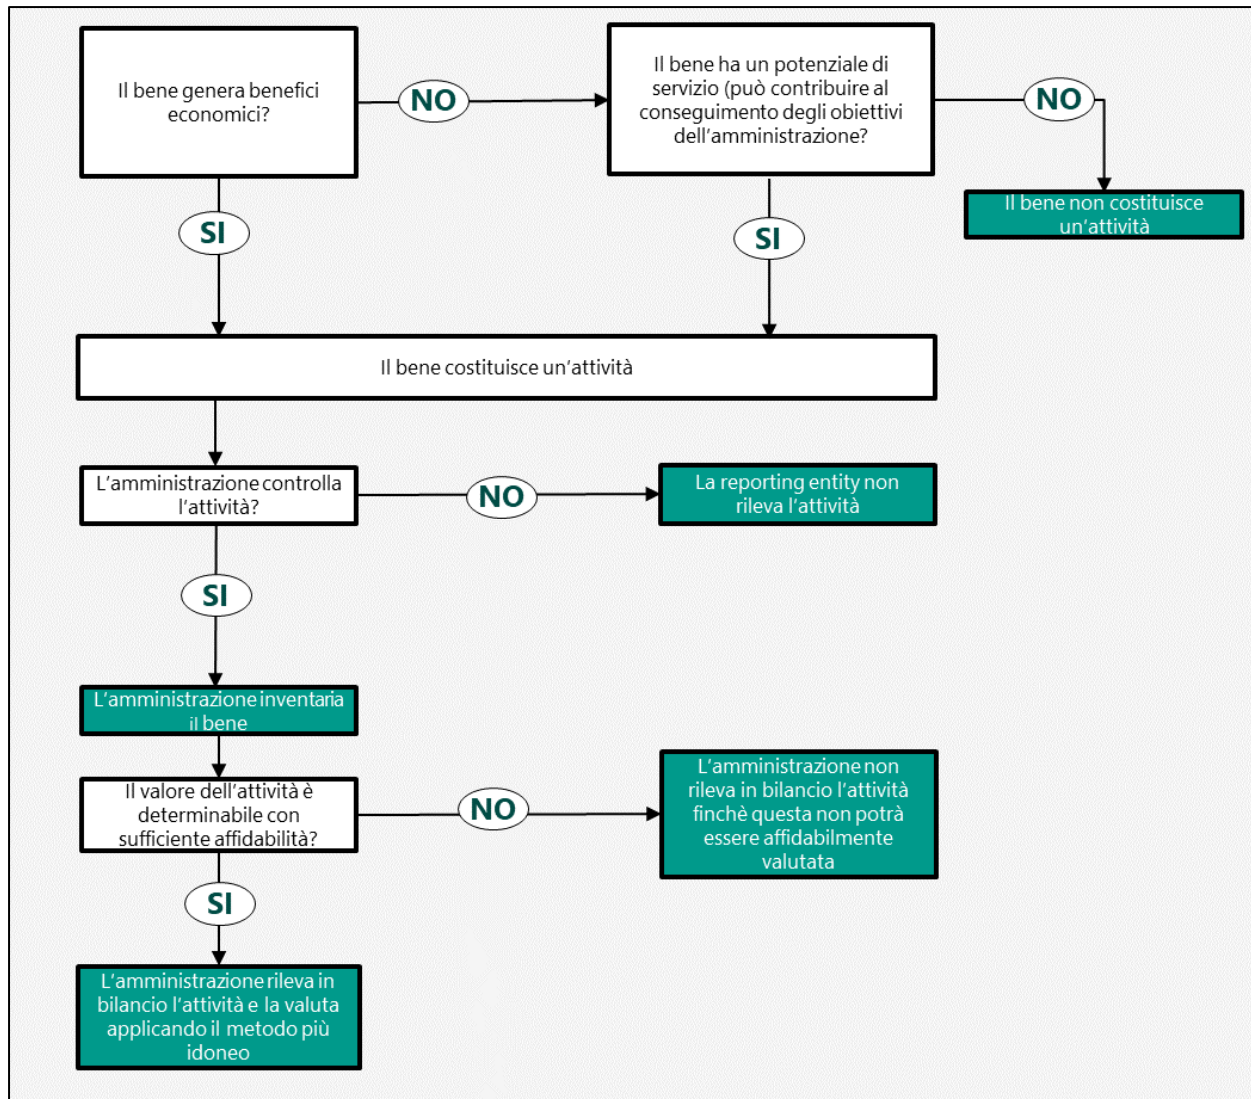 Il bene genera benefici
economici?
NO
Il bene ha un potenziale di
servizio (può contribuire al
conseguimento degli obiettivi
dell'amministrazione?
NO
Il bene non costituisce
un'attività
SI
SI
Il bene costituisce un'attività
L'amministrazione controlla
l'attività?
NO
La reporting entity non
rileva l'attività
SI
L'amministrazione inventaria
il bene
Il valore dell'attività è
determinabile con
sufficiente affidabilità?
NO
L'amministrazione non
rileva in bilancio l'attività
finchè questa non potrà
essere affidabilmente
valutata
SI
L'amministrazione rileva in
bilancio l'attività e la valuta
applicando il metodo più
idoneo